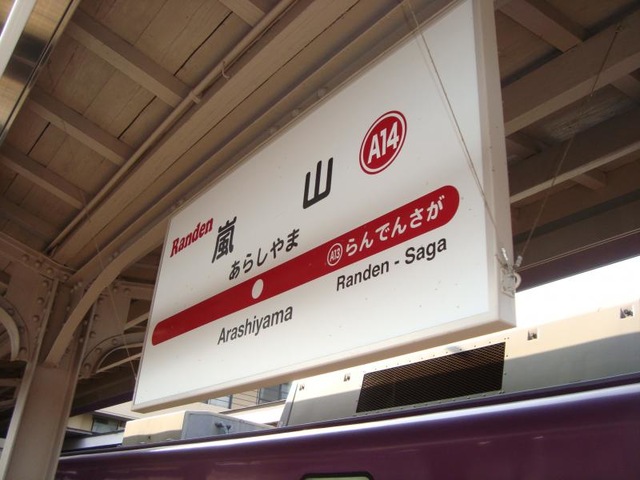 Randen
嵐山
A14
あらしやま
A13 らんでんさが
Arashiyama
Randen - Saga